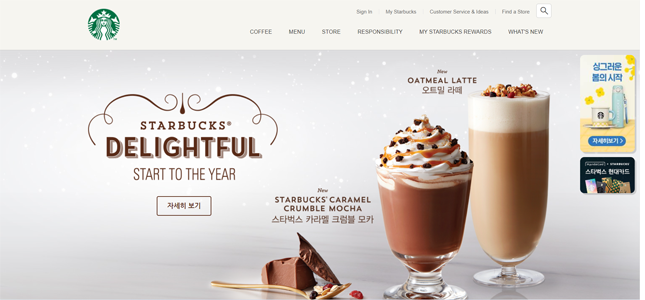 Sign In
My Starbucks
Customer Service & Ideas
Find a Store
COFFEE
MENU
STORE
RESPONSIBILITY
MY STARBUCKS REWARDS
WHAT'S NEW
STARBUCKS®
DELIGHTFUL
START TO THE YEAR
자세히 보기
New
OATMEAL LATTE
오트밀 라떼
New
STARBUCKS® CARAMEL
CRUMBLE MOCHA
스타벅스 카라멜 크럼블 모카
싱그러운
봄의 시작
자세히보기 >
스타벅스 현대카드